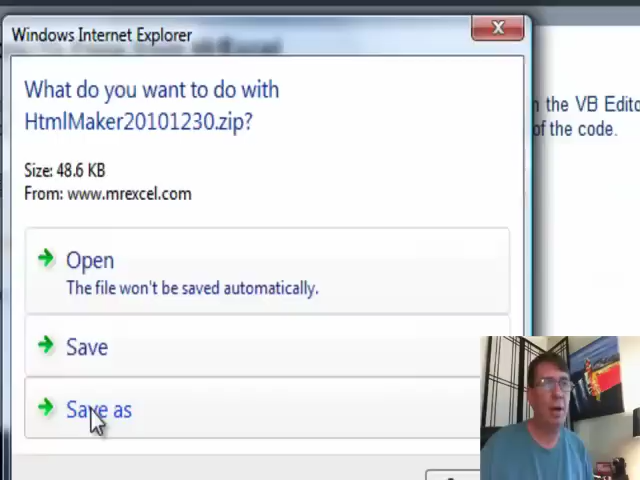 Windows Internet Explorer
What do you want to do with
HtmlMaker20101230.zip?
Size: 48.6 KB
From: www.mrexcel.com
Open
The file won't be saved automatically.
Save
Save as
the VB Edito
of the code.